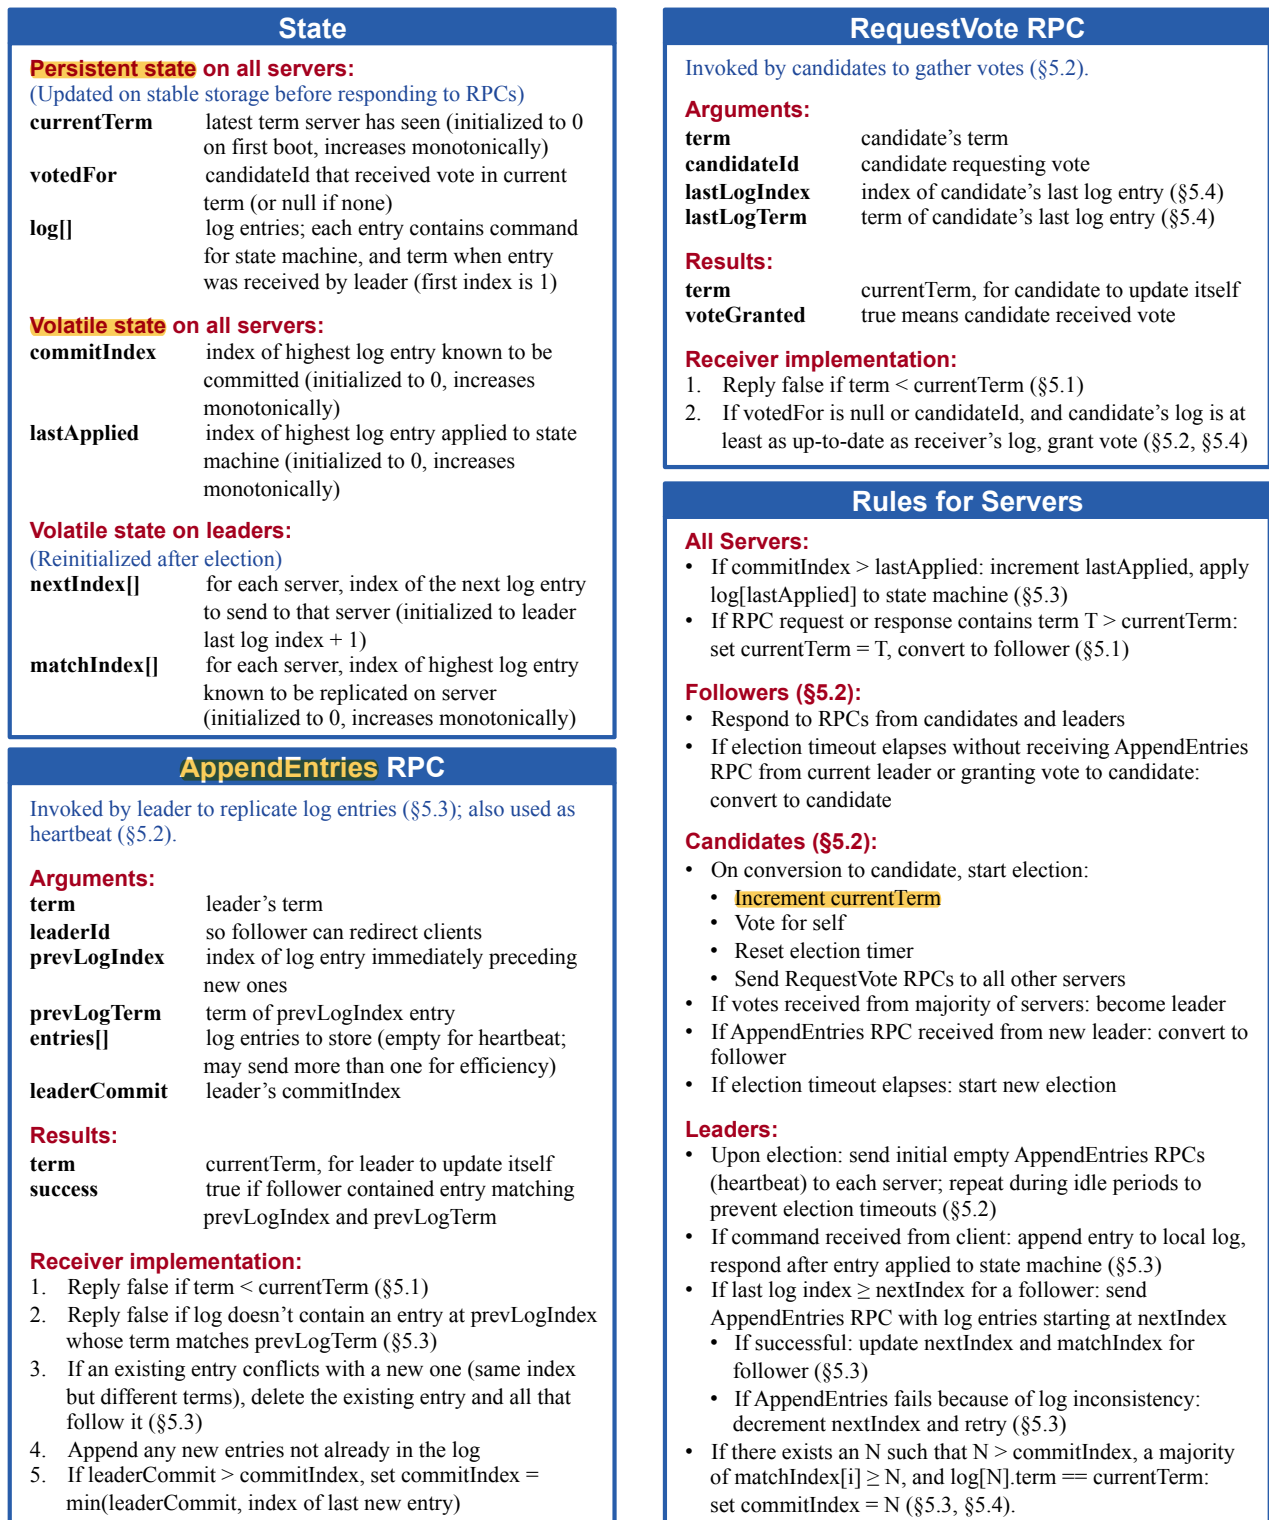 State
Persistent state on all servers:
(Updated on stable storage before responding to RPCs)
currentTerm latest term server has seen (initialized to 0
on first boot, increases monotonically)
votedFor candidateId that received vote in current
term (or null if none)
log[] log entries; each entry contains command
for state machine, and term when entry
was received by leader (first index is 1)
Volatile state on all servers:
commitIndex index of highest log entry known to be
committed (initialized to 0, increases
monotonically)
lastApplied index of highest log entry applied to state
machine (initialized to 0, increases
monotonically)
Volatile state on leaders:
(Reinitialized after election)
nextIndex[] for each server, index of the next log entry
to send to that server (initialized to leader
last log index + 1)
matchIndex[] for each server, index of highest log entry
known to be replicated on server
(initialized to 0, increases monotonically)
AppendEntries RPC
Invoked by leader to replicate log entries (§5.3); also used as
heartbeat (§5.2).
Arguments:
term leader’s term
leaderId so follower can redirect clients
prevLogIndex index of log entry immediately preceding
new ones
prevLogTerm term of prevLogIndex entry
entries[] log entries to store (empty for heartbeat;
may send more than one for efficiency)
leaderCommit leader’s commitIndex
Results:
term currentTerm, for leader to update itself
success true if follower contained entry matching
prevLogIndex and prevLogTerm
Receiver implementation:
1. Reply false if term < currentTerm (§5.1)
2. Reply false if log doesn’t contain an entry at prevLogIndex
whose term matches prevLogTerm (§5.3)
3. If an existing entry conflicts with a new one (same index
but different terms), delete the existing entry and all that
follow it (§5.3)
4. Append any new entries not already in the log
5. If leaderCommit > commitIndex, set commitIndex =
min(leaderCommit, index of last new entry)
RequestVote RPC
Invoked by candidates to gather votes (§5.2).
Arguments:
term candidate’s term
candidateId candidate requesting vote
lastLogIndex index of candidate’s last log entry (§5.4)
lastLogTerm term of candidate’s last log entry (§5.4)
Results:
term currentTerm, for candidate to update itself
voteGranted true means candidate received vote
Receiver implementation:
1. Reply false if term < currentTerm (§5.1)
2. If votedFor is null or candidateId, and candidate’s log is at
least as up-to-date as receiver’s log, grant vote (§5.2, §5.4)
Rules for Servers
All Servers:
• If commitIndex > lastApplied: increment lastApplied, apply
log[lastApplied] to state machine (§5.3)
• If RPC request or response contains term T > currentTerm:
set currentTerm = T, convert to follower (§5.1)
Followers (§5.2):
• Respond to RPCs from candidates and leaders
• If election timeout elapses without receiving AppendEntries
RPC from current leader or granting vote to candidate:
convert to candidate
Candidates (§5.2):
• On conversion to candidate, start election:
• Increment currentTerm
• Vote for self
• Reset election timer
• Send RequestVote RPCs to all other servers
• If votes received from majority of servers: become leader
• If AppendEntries RPC received from new leader: convert to
follower
• If election timeout elapses: start new election
Leaders:
• Upon election: send initial empty AppendEntries RPCs
(heartbeat) to each server; repeat during idle periods to
prevent election timeouts (§5.2)
• If command received from client: append entry to local log,
respond after entry applied to state machine (§5.3)
• If last log index ≥ nextIndex for a follower: send
AppendEntries RPC with log entries starting at nextIndex
• If successful: update nextIndex and matchIndex for
follower (§5.3)
• If AppendEntries fails because of log inconsistency:
decrement nextIndex and retry (§5.3)
• If there exists an N such that N > commitIndex, a majority
of matchIndex[i] ≥ N, and log[N].term == currentTerm:
set commitIndex = N (§5.3, §5.4).